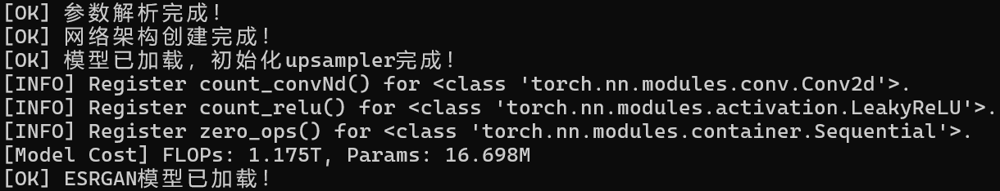 [OK] 参数解析完成!
[OK] 网络架构创建完成!
[OK] 模型已加载, 初始化upsampler完成!
[INFO] Register count_convNd() for <class 'torch.nn.modules.conv.Conv2d'>.
[INFO] Register count_relu() for <class 'torch.nn.modules.activation.LeakyReLU'>.
[INFO] Register zero_ops() for <class 'torch.nn.modules.container.Sequential'>.
[Model Cost] FLOPs: 1.175T, Params: 16.698M
[OK] ESRGAN模型已加载!